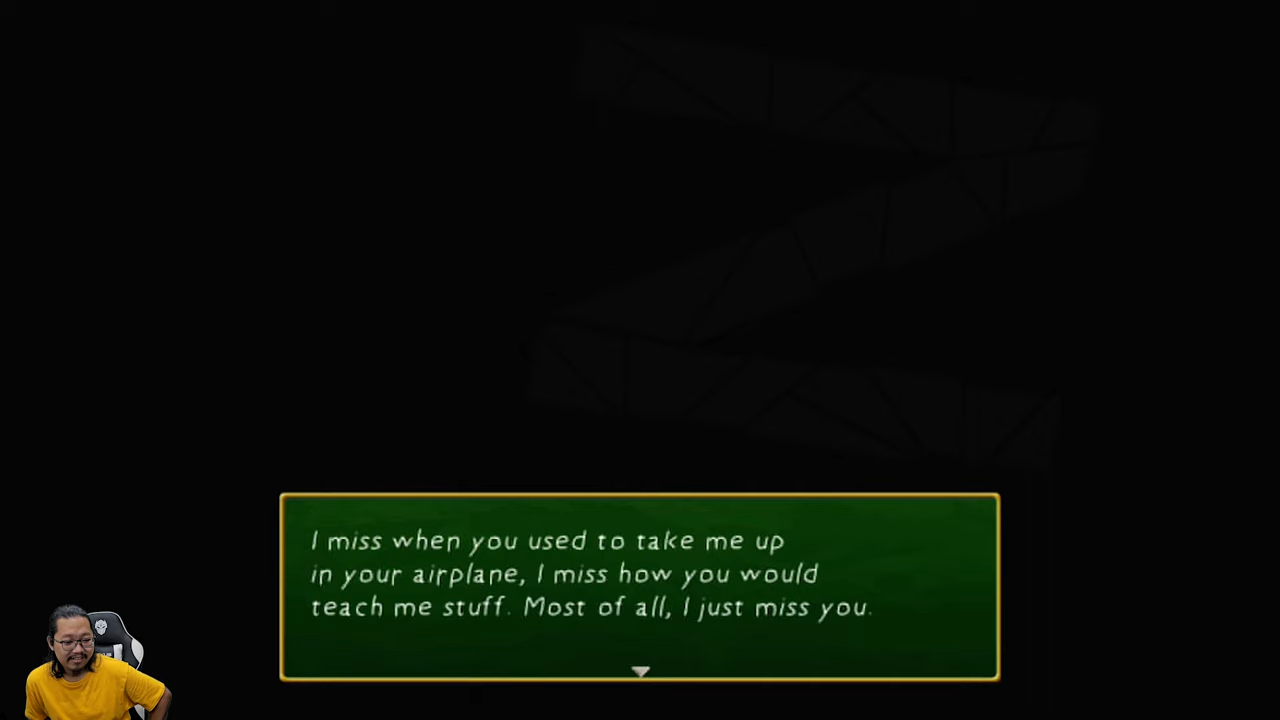 I miss when you used to take me up
in your airplane, I miss how you would
teach me stuff. Most of all, I just miss you.